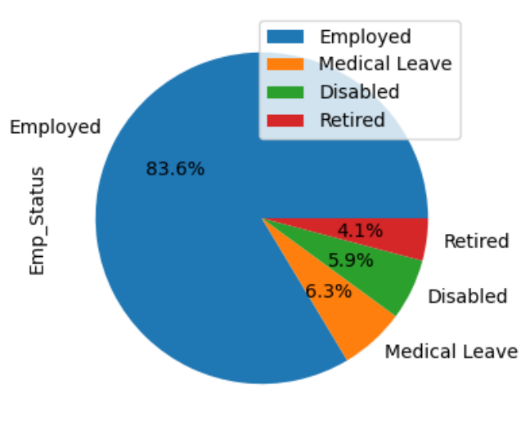 Employed
Medical Leave
Disabled
Retired
Employed
83.6%
Emp_Status
4.1%
Retired
5.9%
Disabled
6.3%
Medical Leave